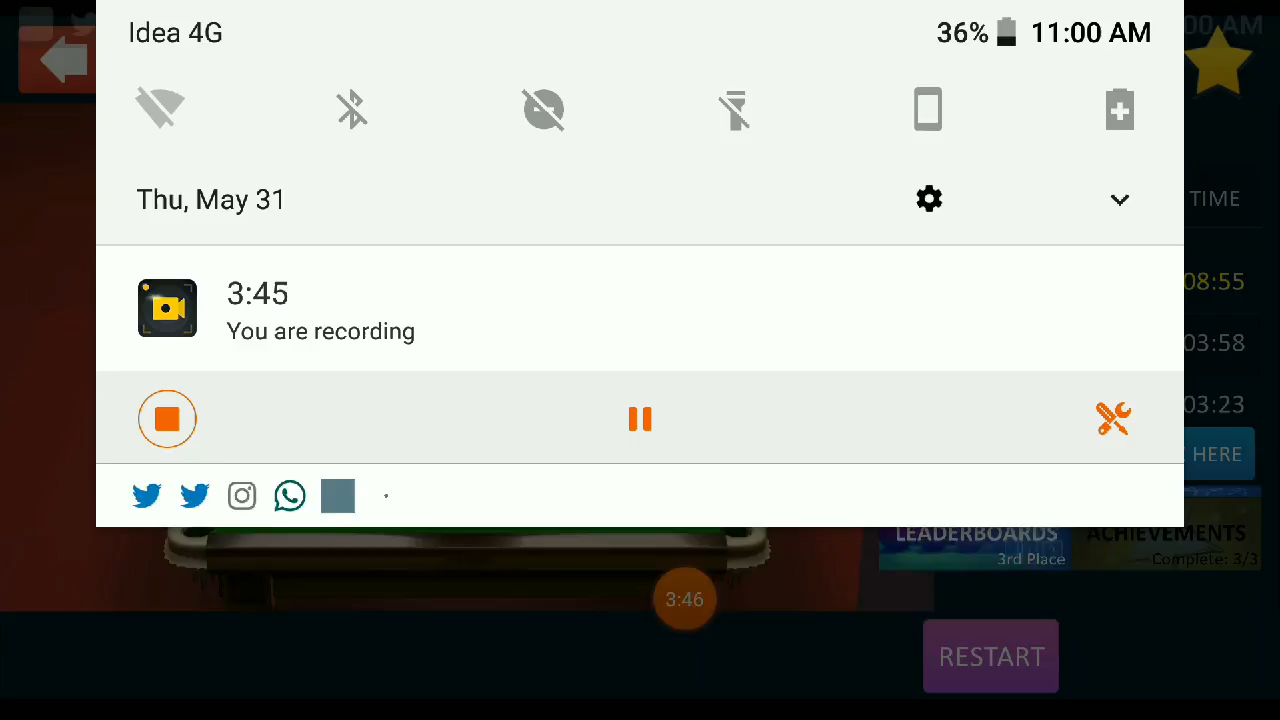 Idea 4G
36% 11:00 AM
Thu, May 31
TIME
3:45
08:55
You are recording
03:58
03:23
HERE
LEADERBOARDS
3rd Place
ACHIEVEMENTS
Complete: 3/3
3:46
RESTART